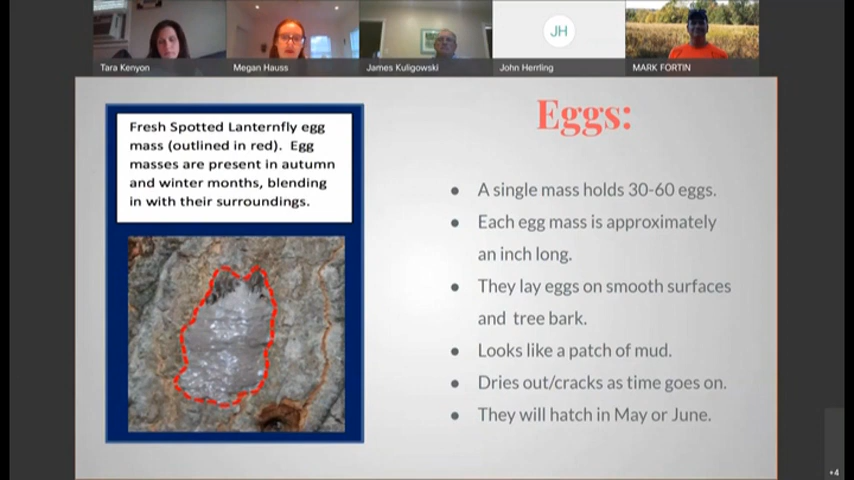 JH
Tara Kenyon
Megan Hauss
James Kuligowski
John Herrling
MARK FORTIN
Fresh Spotted Lanternfly egg
mass (outlined in red). Egg
masses are present in autumn
and winter months, blending
in with their surroundings.
Eggs:
● A single mass holds 30-60 eggs.
● Each egg mass is approximately
an inch long.
● They lay eggs on smooth surfaces
and tree bark.
● Looks like a patch of mud.
● Dries out/cracks as time goes on.
● They will hatch in May or June.
+4